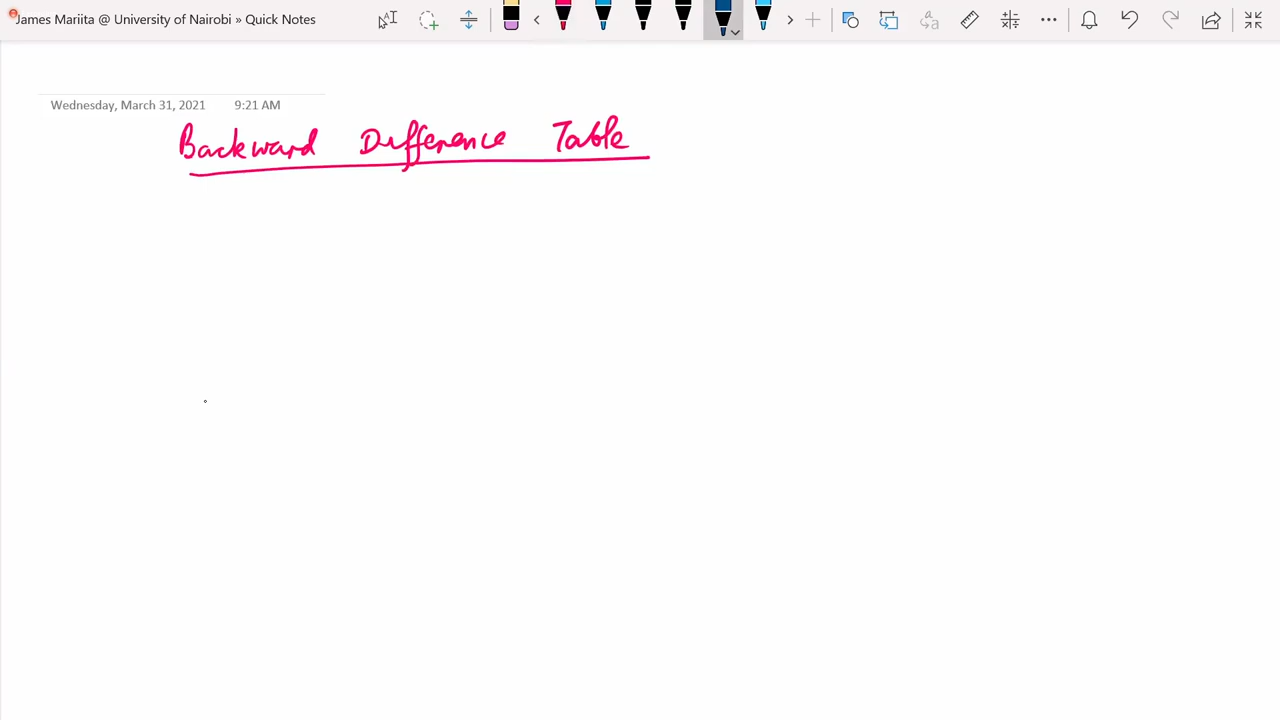 James Mariita @ University of Nairobi » Quick Notes
Wednesday, March 31, 2021 9:21 AM
Backward Difference Table